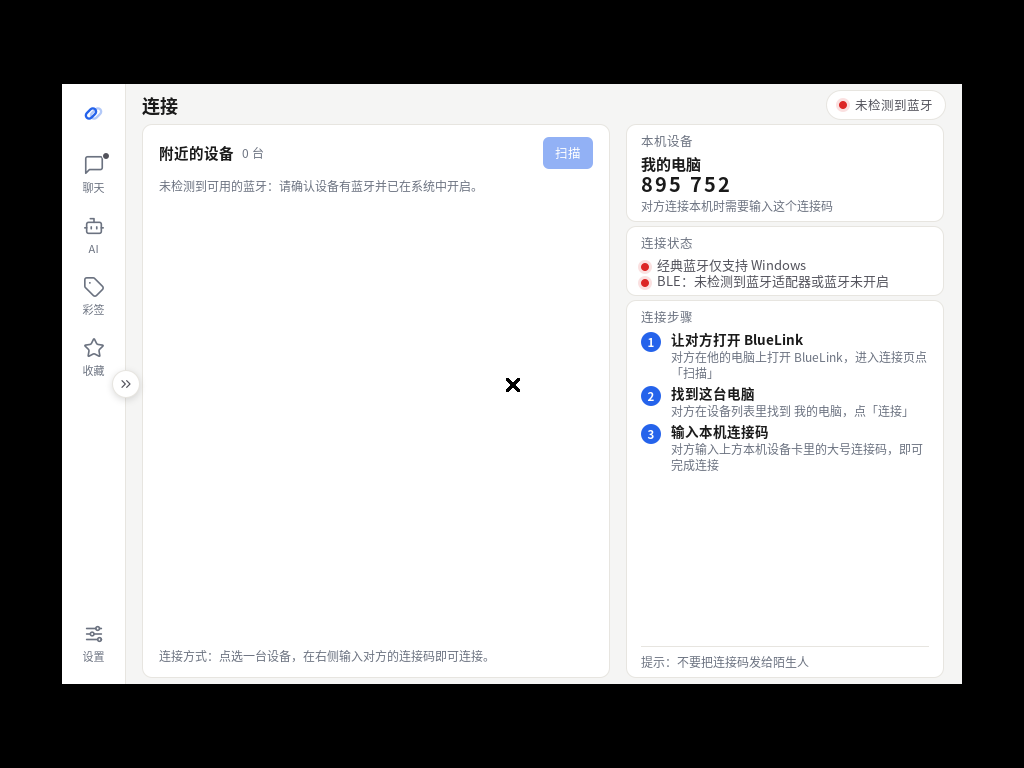 连接
未检测到蓝牙
聊天
AI
彩签
收藏
设置
附近的设备 0 台
扫描
未检测到可用的蓝牙：请确认设备有蓝牙并已在系统中开启。
连接方式：点选一台设备，在右侧输入对方的连接码即可连接。
本机设备
我的电脑
895 752
对方连接本机时需要输入这个连接码
连接状态
经典蓝牙仅支持 Windows
BLE：未检测到蓝牙适配器或蓝牙未开启
连接步骤
1 让对方打开 BlueLink
对方在他的电脑上打开 BlueLink，进入连接页点
「扫描」
2 找到这台电脑
对方在设备列表里找到 我的电脑，点「连接」
3 输入本机连接码
对方输入上方本机设备卡里的大号连接码，即可
完成连接
提示：不要把连接码发给陌生人